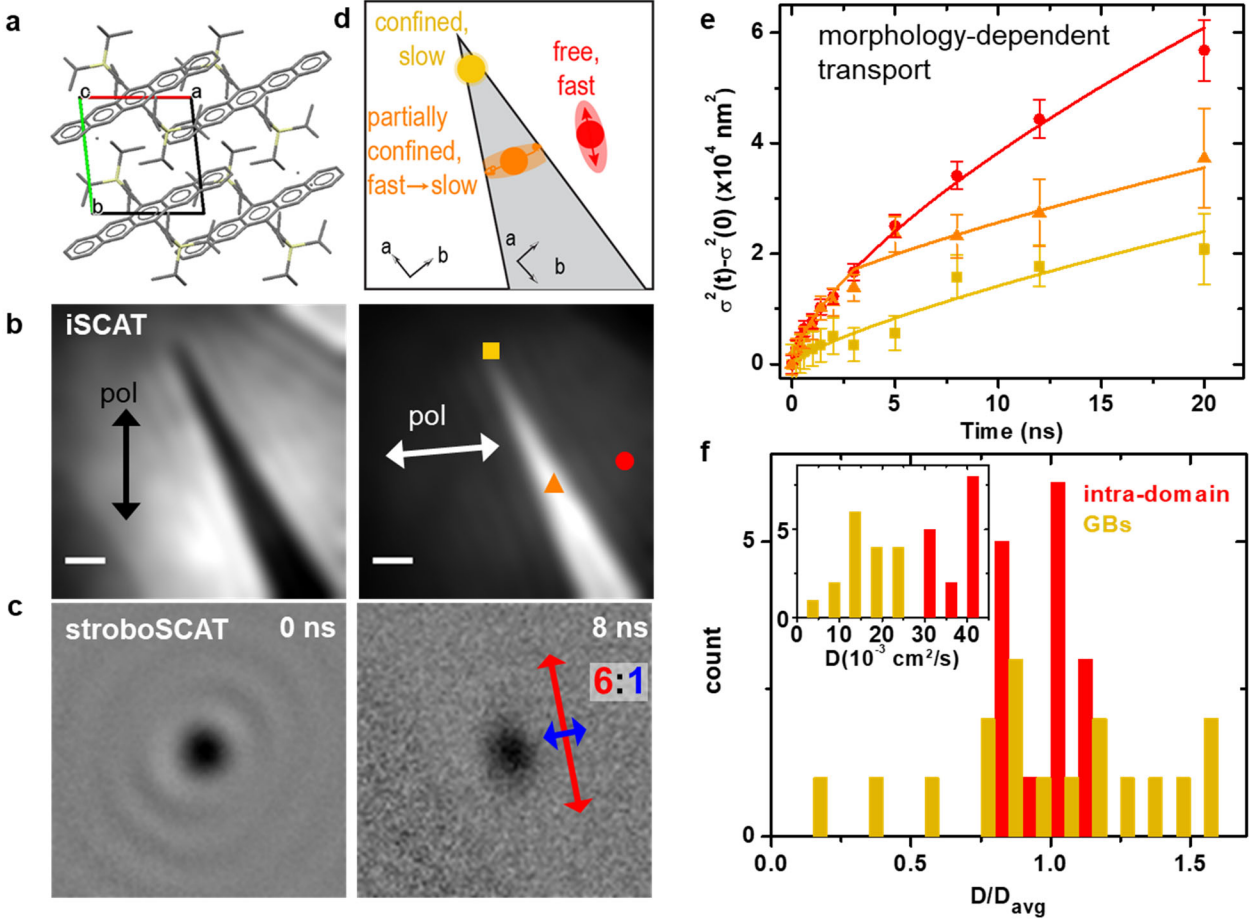 a
c
a
b
d
confined,
slow
free,
fast
partially
confined,
fast→slow
a
b
a
b
b
iSCAT
pol
pol
c
stroboSCAT
0 ns
8 ns
6:1
e
morphology-dependent
transport
σ²(t)-σ²(0) (x10⁴ nm²)
6
4
2
0
0
5
10
15
20
Time (ns)
f
intra-domain
GBs
5
0
0
10
20
30
40
D(10⁻³ cm²/s)
count
5
0
0.0
0.5
1.0
1.5
D/Davg